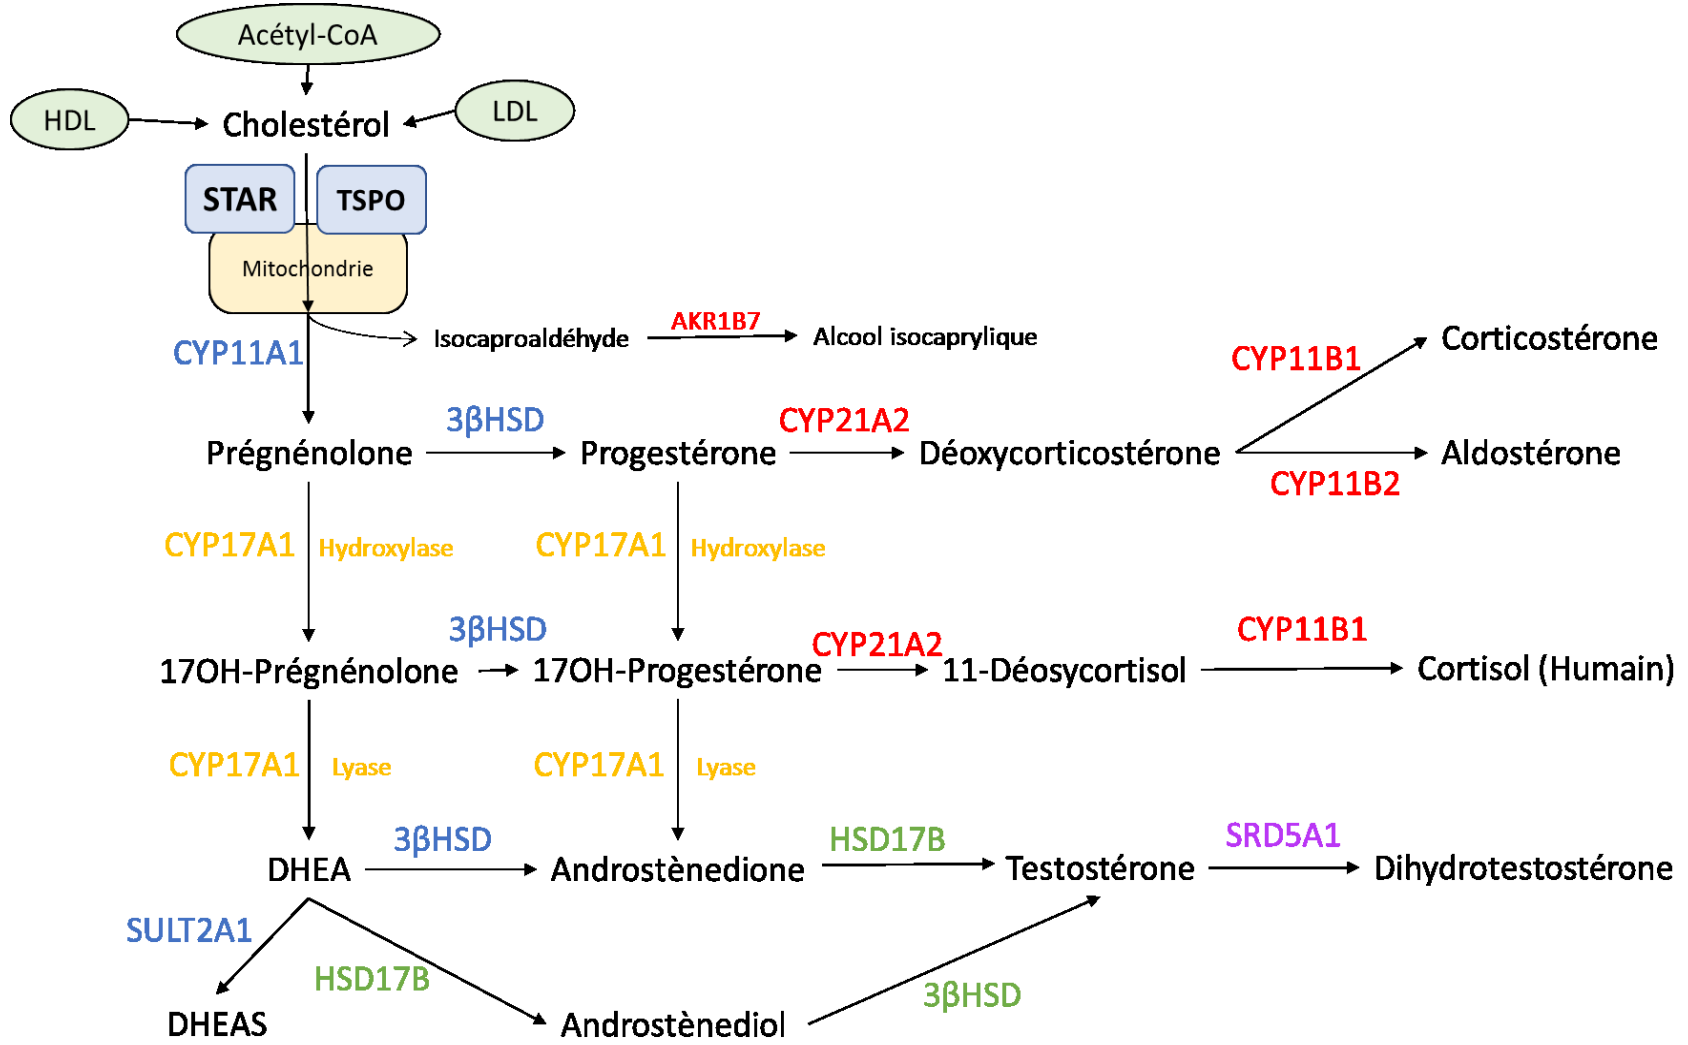 Acétyl-CoA
HDL
Cholestérol
LDL
STAR
TSPO
Mitochondrie
CYP11A1
Isocaproaldéhyde
AKR1B7
Alcool isocaprylique
CYP11B1
Corticostérone
3βHSD
CYP21A2
Prégnénolone
Progestérone
Déoxycorticostérone
Aldostérone
CYP11B2
CYP17A1
Hydroxylase
CYP17A1
Hydroxylase
3βHSD
CYP21A2
CYP11B1
17OH-Prégnénolone
17OH-Progestérone
11-Déosycortisol
Cortisol (Humain)
CYP17A1
Lyase
CYP17A1
Lyase
3βHSD
HSD17B
SRD5A1
DHEA
Androstènedione
Testostérone
Dihydrotestostérone
SULT2A1
HSD17B
3βHSD
DHEAS
Androstènediol